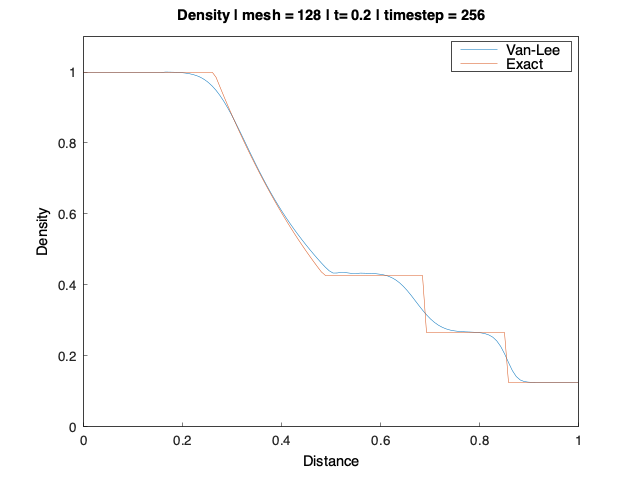 Density | mesh = 128 | t= 0.2 | timestep = 256
Van-Lee
Exact
1
0.8
0.6
0.4
0.2
0
Density
0 0.2 0.4 0.6 0.8 1
Distance